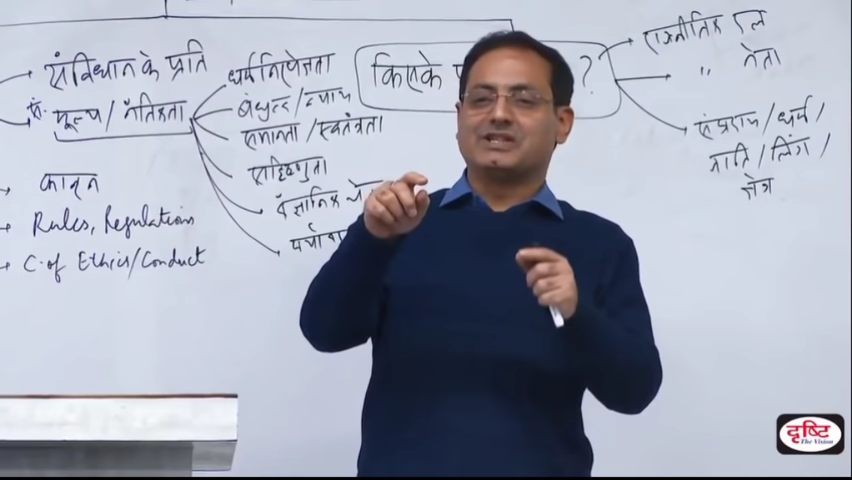 संविधान के प्रति
सं. मूल्य / नैतिकता
कानून
Rules, Regulations
C. of Ethics/Conduct
धर्मनिरपेक्षता
बंधुत्व / न्याय
समानता / स्वतंत्रता
सहिष्णुता
वैज्ञानिक
किसके ?
राजनीतिक दल
" नेता
संप्रदाय / धर्म /
जाति / लिंग /
क्षेत्र
दृष्टि
The Vision